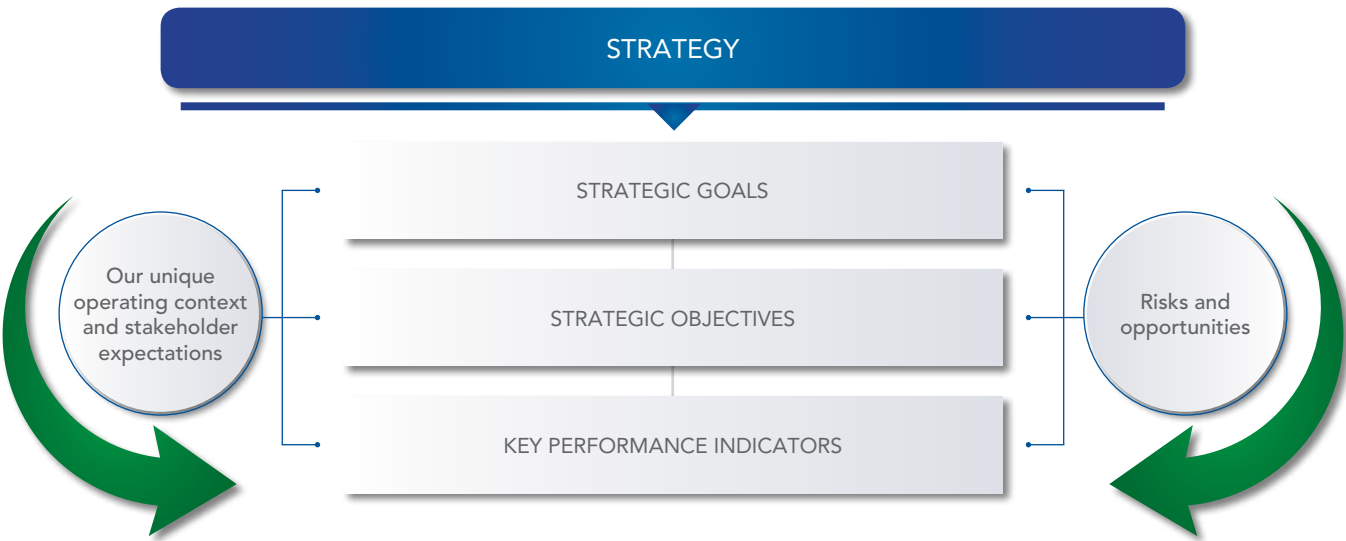 STRATEGY
STRATEGIC GOALS
Our unique
operating context
and stakeholder
expectations
STRATEGIC OBJECTIVES
Risks and
opportunities
KEY PERFORMANCE INDICATORS